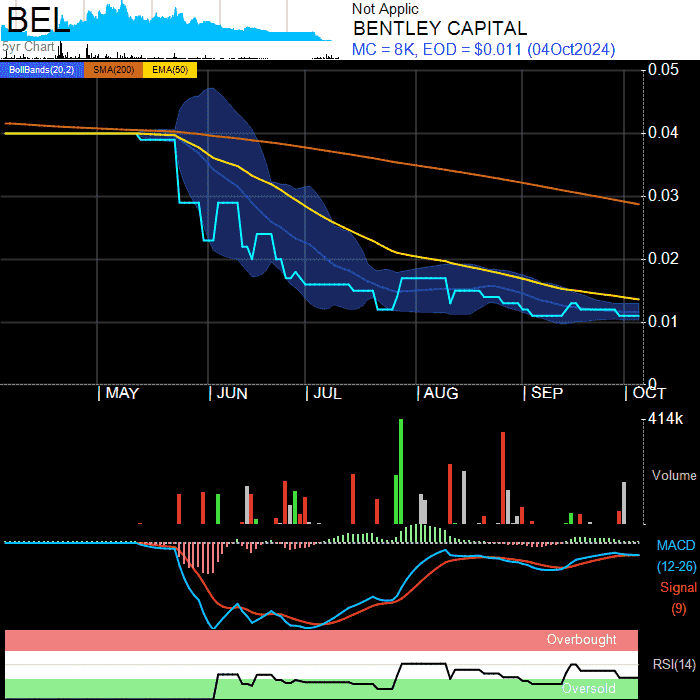 BEL
5yr Chart
Not Applic
BENTLEY CAPITAL
MC = 8K, EOD = $0.011 (04Oct2024)
BollBands(20,2) SMA(200) EMA(50)
0.05
0.04
0.03
0.02
0.01
0
| MAY | JUN | JUL | AUG | SEP | OCT
414k
Volume
MACD
(12-26)
Signal
(9)
Overbought
RSI(14)
Oversold